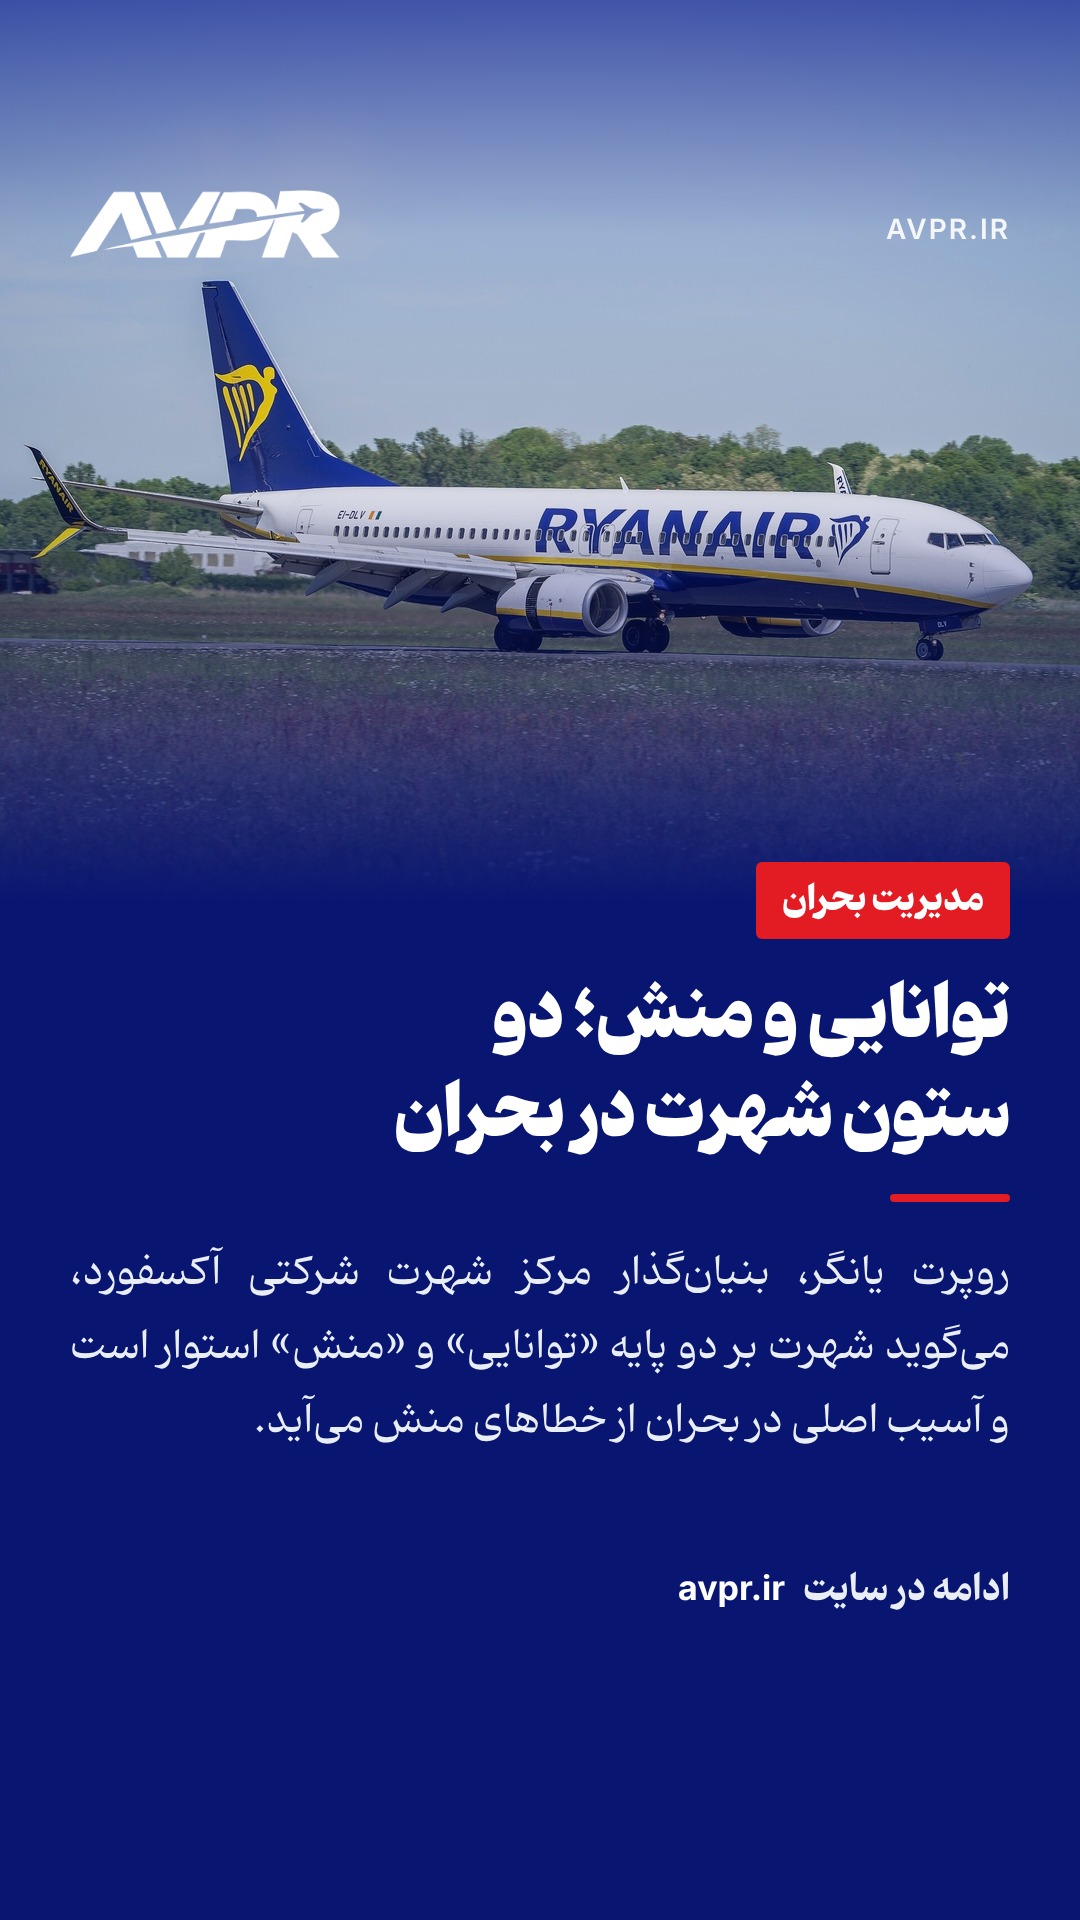 AVPR
AVPR.IR
RYANAIR
RYANAIR
EI-DLV
DLV
مدیریت بحران
توانایی و منش؛ دو
ستون شهرت در بحران
روپرت یانگر، بنیان‌گذار مرکز شهرت شرکتی آکسفورد،
می‌گوید شهرت بر دو پایه «توانایی» و «منش» استوار است
و آسیب اصلی در بحران از خطاهای منش می‌آید.
ادامه در سایت avpr.ir